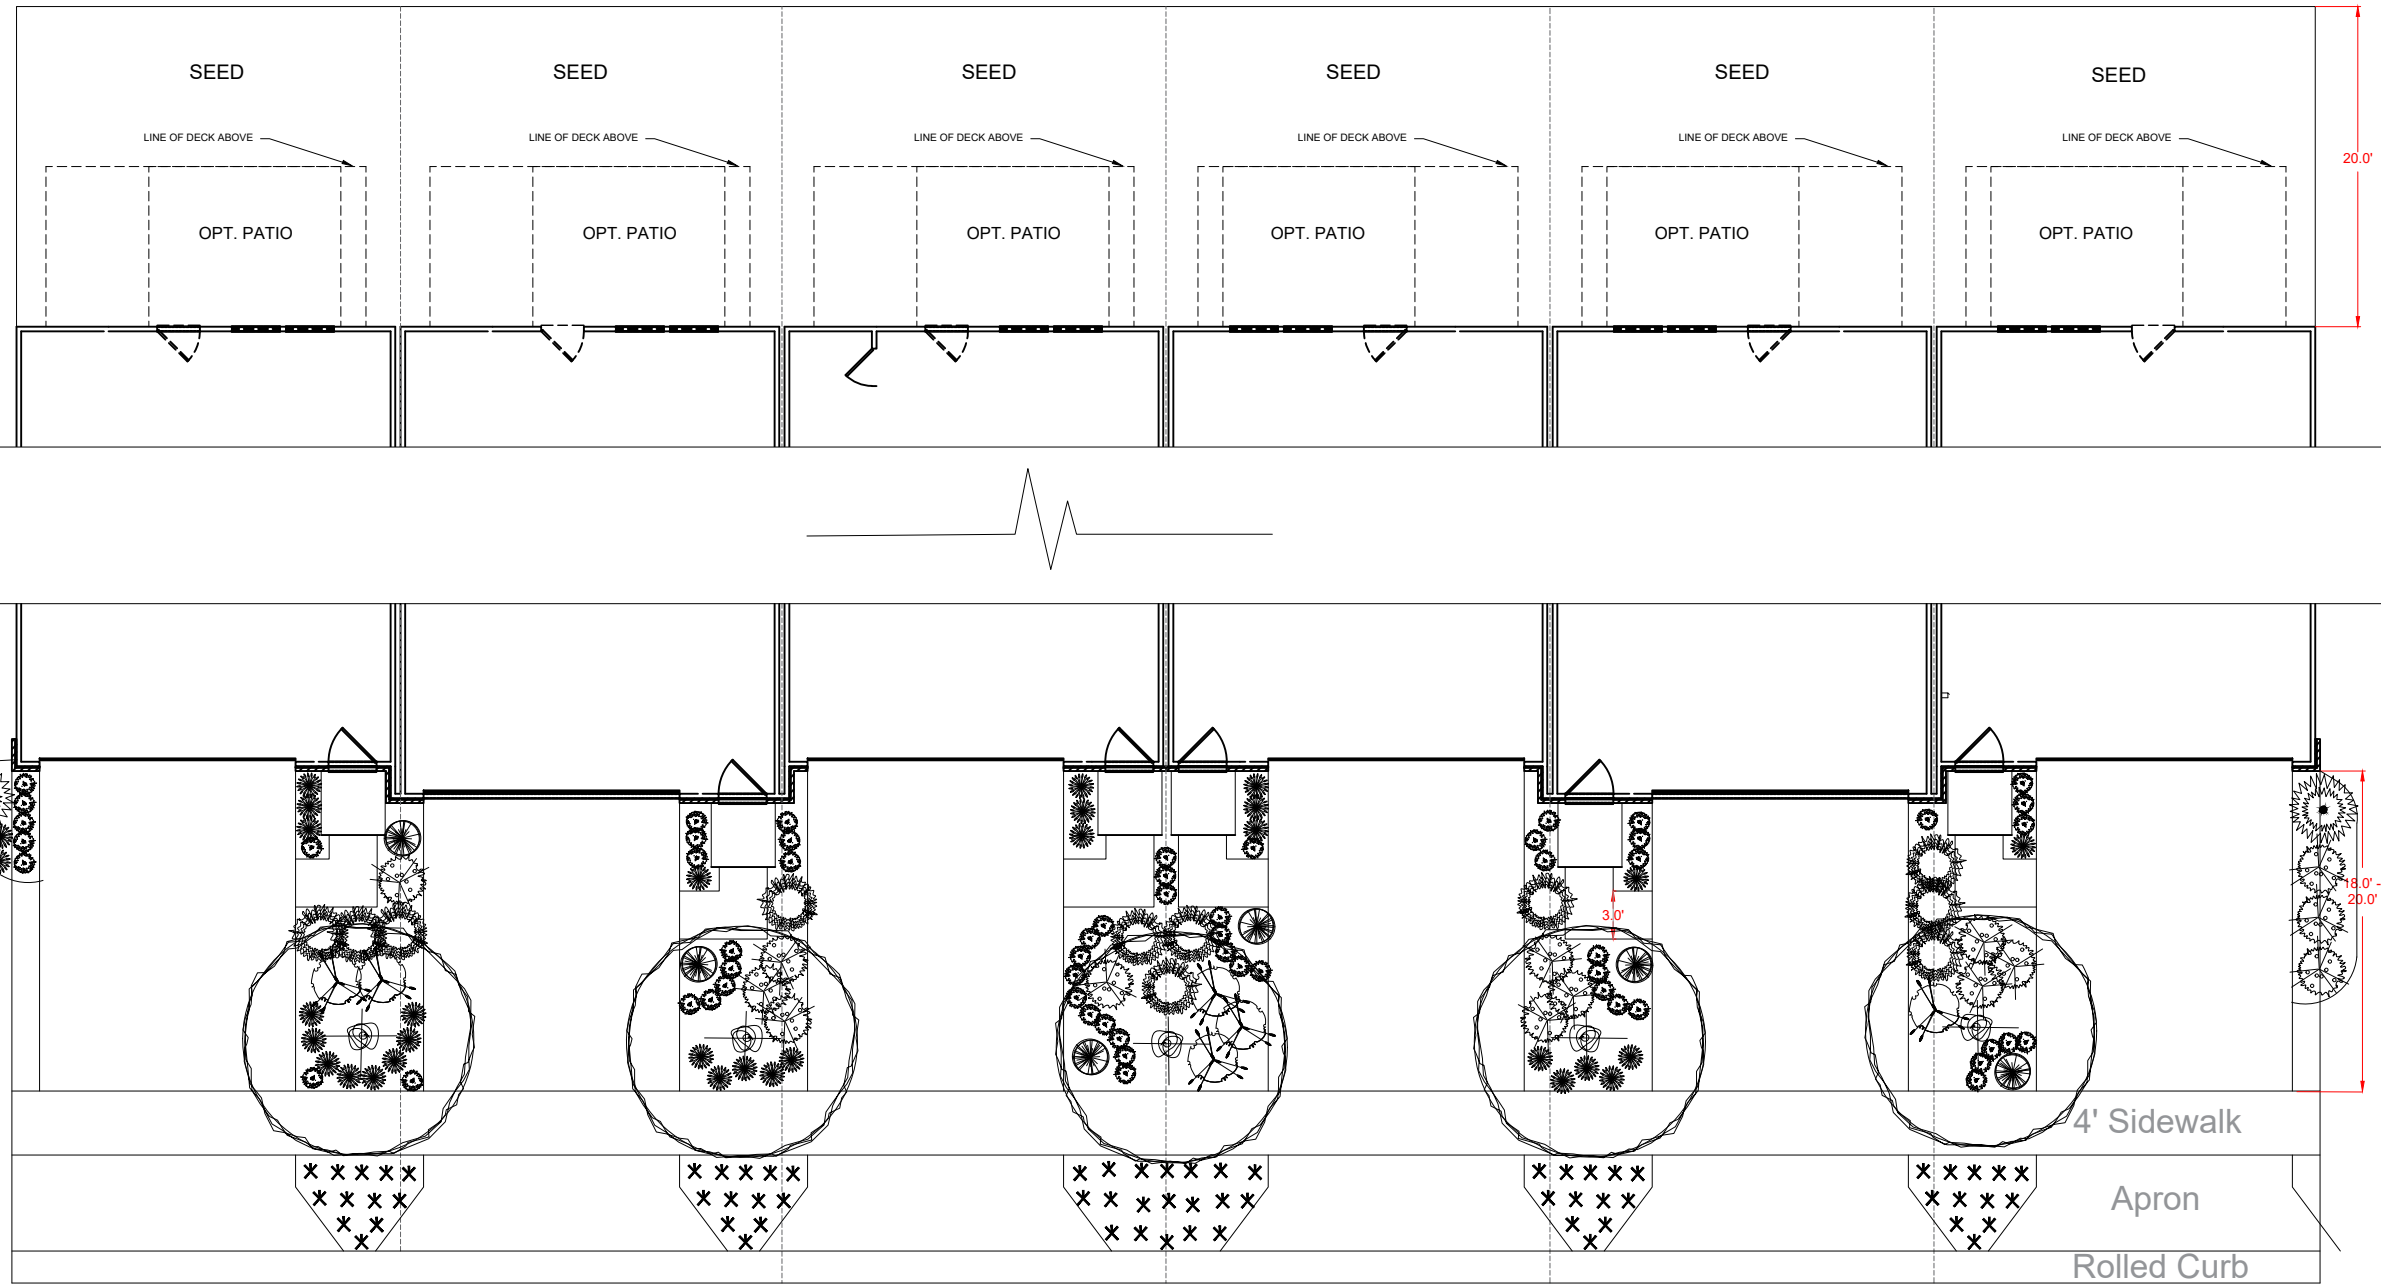 SEED
SEED
SEED
SEED
SEED
SEED
LINE OF DECK ABOVE
LINE OF DECK ABOVE
LINE OF DECK ABOVE
LINE OF DECK ABOVE
LINE OF DECK ABOVE
LINE OF DECK ABOVE
20.0'
OPT. PATIO
OPT. PATIO
OPT. PATIO
OPT. PATIO
OPT. PATIO
OPT. PATIO
18.0' -
20.0'
3.0'
4' Sidewalk
Apron
Rolled Curb